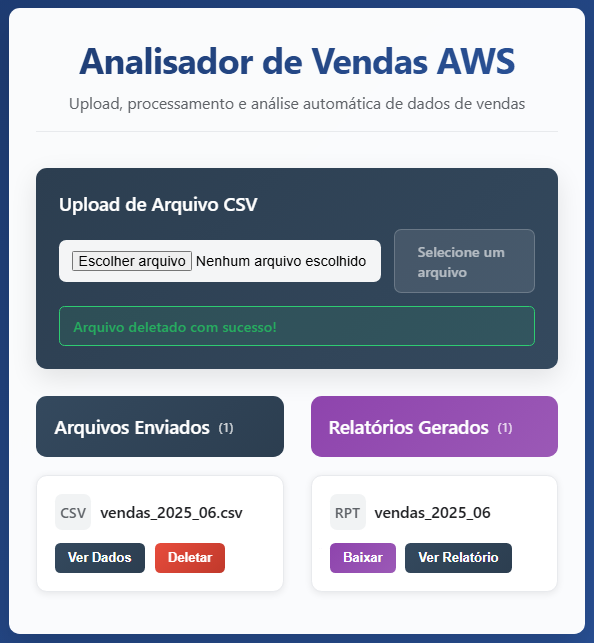 Analisador de Vendas AWS
Upload, processamento e análise automática de dados de vendas
Upload de Arquivo CSV
Escolher arquivo Nenhum arquivo escolhido
Selecione um
arquivo
Arquivo deletado com sucesso!
Arquivos Enviados (1)
Relatórios Gerados (1)
CSV vendas_2025_06.csv
Ver Dados Deletar
RPT vendas_2025_06
Baixar Ver Relatório